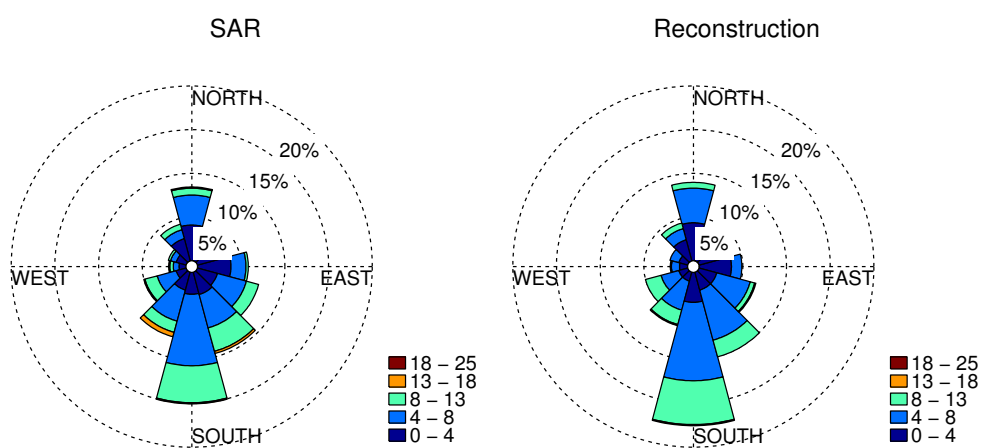 SAR
NORTH
20%
15%
10%
5%
WEST
EAST
SOUTH
18 – 25
13 – 18
8 – 13
4 – 8
0 – 4
Reconstruction
NORTH
20%
15%
10%
5%
WEST
EAST
SOUTH
18 – 25
13 – 18
8 – 13
4 – 8
0 – 4